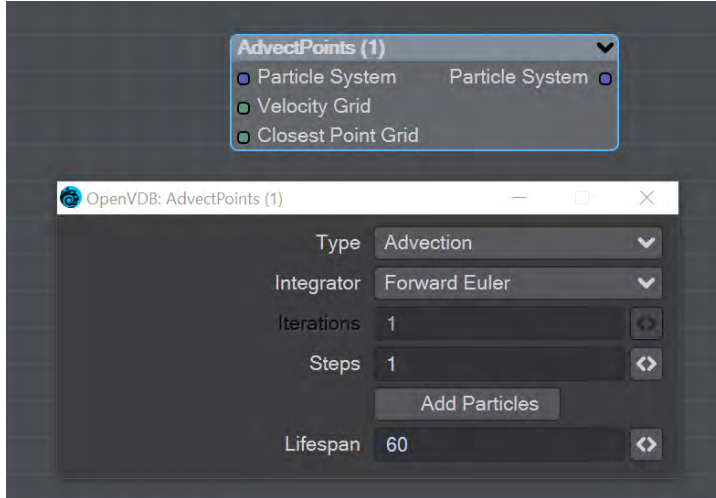 AdvectPoints (1)
Particle System Particle System
Velocity Grid
Closest Point Grid
OpenVDB: AdvectPoints (1)
Type Advection
Integrator Forward Euler
Iterations 1
Steps 1
Add Particles
Lifespan 60